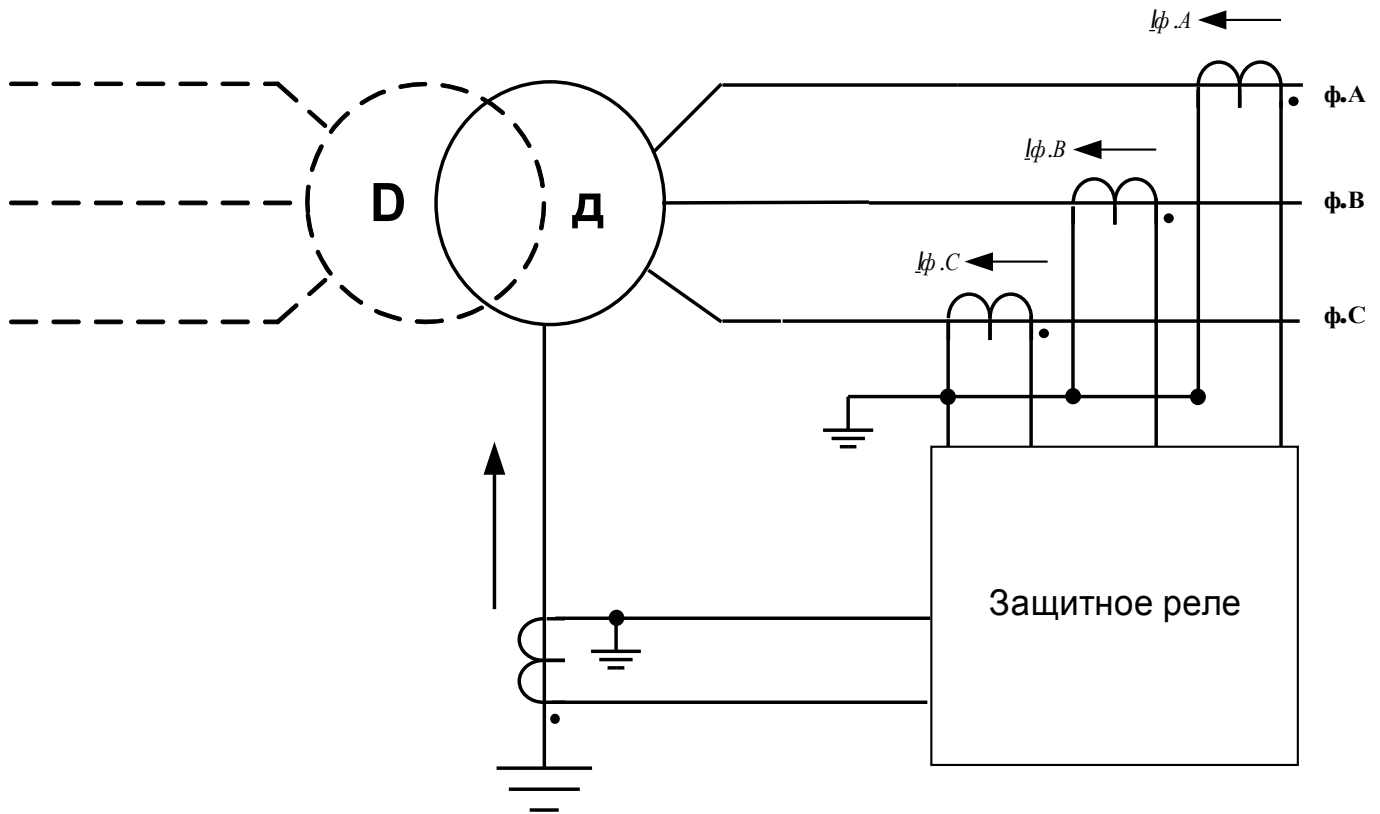 Iф.A
ф.А
Iф.B
ф.В
D д
Iф.C
ф.С
Защитное реле